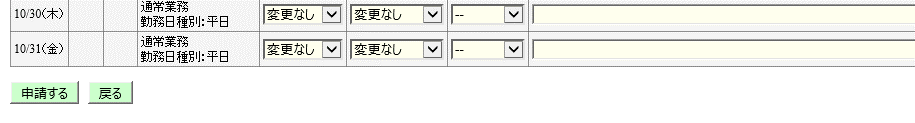 10/30(木) 通常業務 変更なし 変更なし --
勤務日種別:平日
10/31(金) 通常業務 変更なし 変更なし --
勤務日種別:平日
申請する 戻る